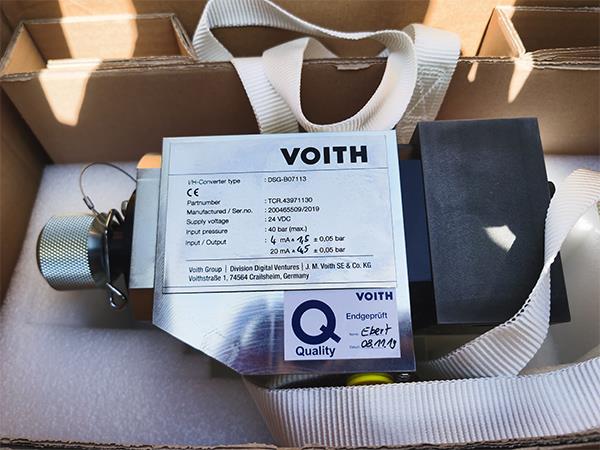 VOITH
I/H-Converter type : DSG-B07113
CE
Partnumber : TCR.43971130
Manufactured / Ser.no. : 200465509/2019
Supply voltage : 24 VDC
Input pressure : 40 bar (max.)
Input / Output : 4 mA ≙ 1,5 ± 0,05 bar
20 mA ≙ 4,5 ± 0,05 bar
Voith Group | Division Digital Ventures | J. M. Voith SE & Co. KG
Voithstraße 1, 74564 Crailsheim, Germany
VOITH
Q
Quality
Endgeprüft
Name: Ebert
Datum: 08.11.19